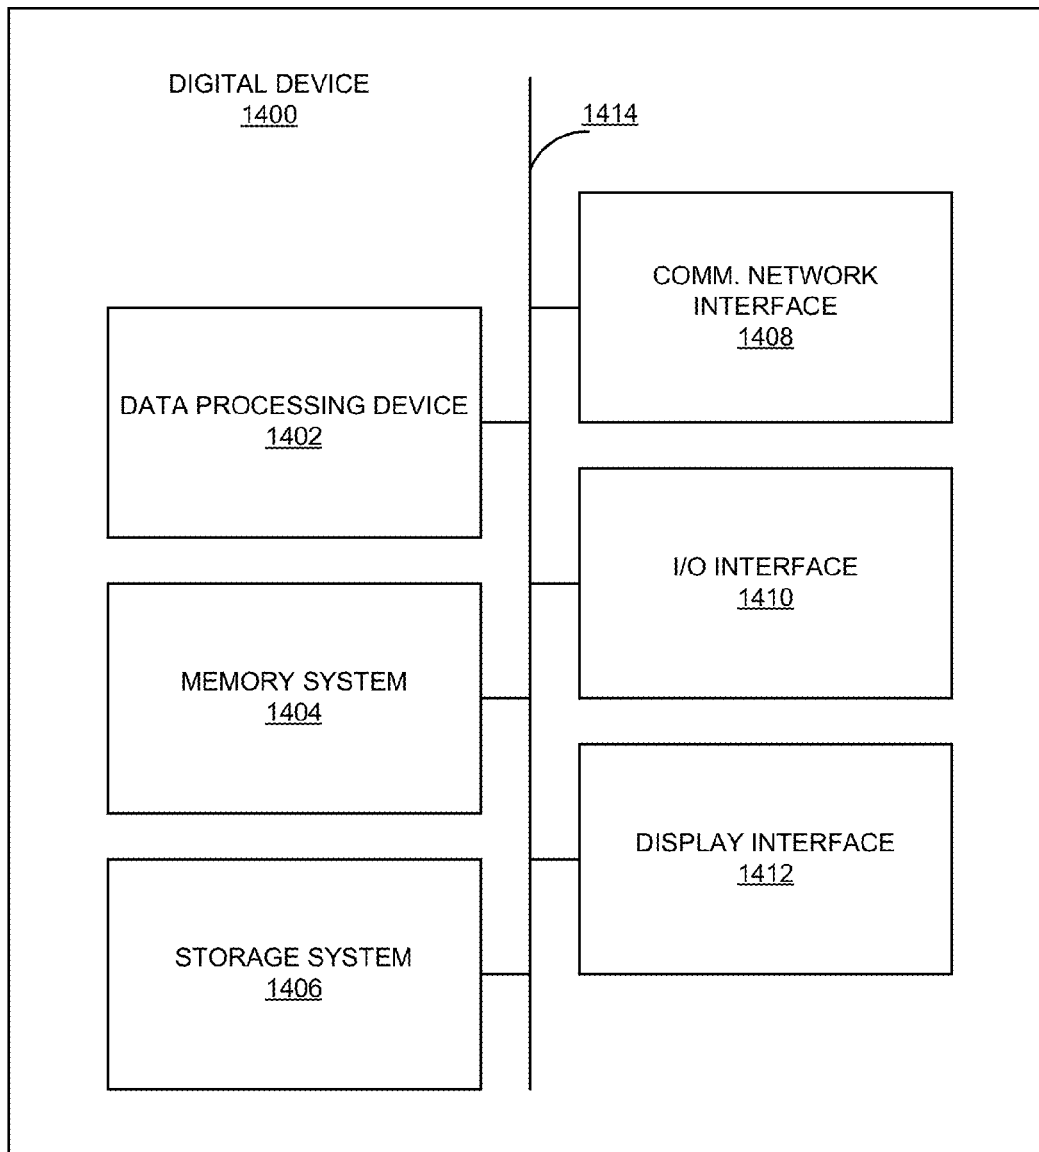 DIGITAL DEVICE
1400
1414
COMM. NETWORK
INTERFACE
1408
DATA PROCESSING DEVICE
1402
I/O INTERFACE
1410
MEMORY SYSTEM
1404
DISPLAY INTERFACE
1412
STORAGE SYSTEM
1406